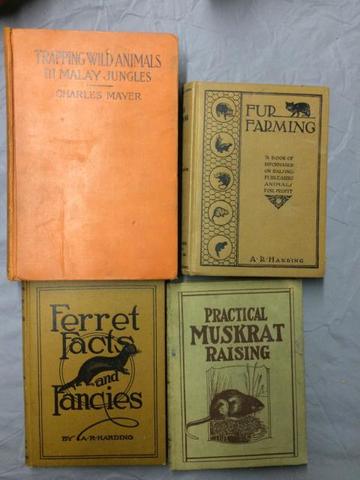 TRAPPING WILD ANIMALS
IN MALAY JUNGLES
CHARLES MAYER
FUR
FARMING
A BOOK OF
INFORMATION
ON RAISING
FUR-BEARING
ANIMALS
FOR PROFIT
A.R. HARDING
Ferret
Facts
and
Fancies
BY A.R. HARDING
PRACTICAL
MUSKRAT
RAISING